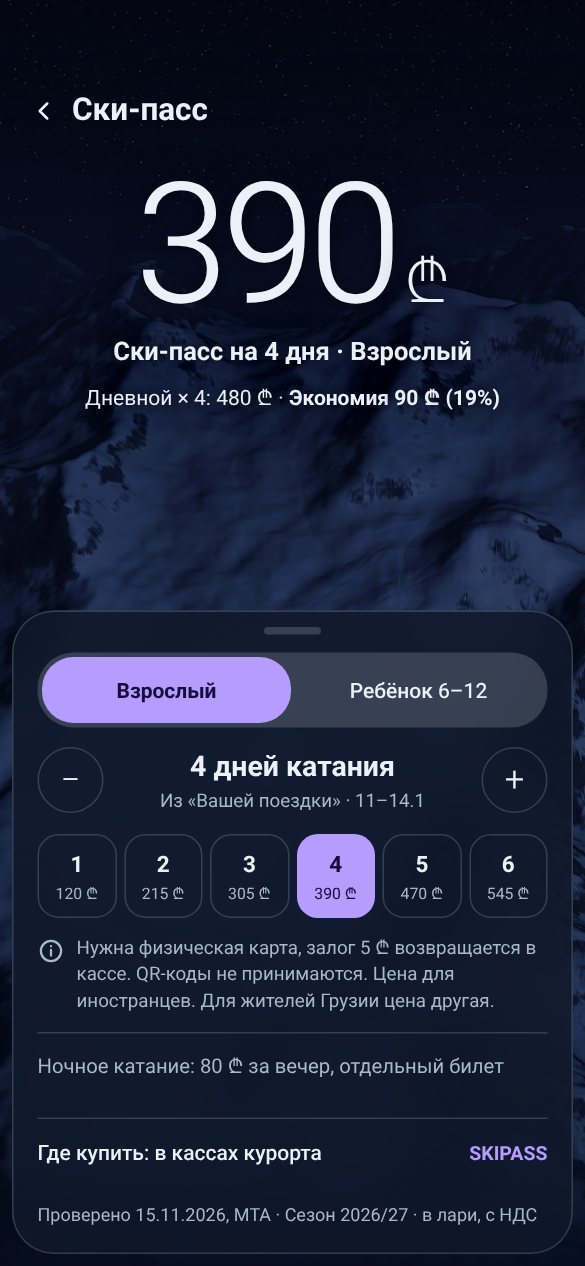 Ски-пасс
390 ₾
Ски-пасс на 4 дня · Взрослый
Дневной × 4: 480 ₾ · Экономия 90 ₾ (19%)
Взрослый Ребёнок 6–12
− 4 дней катания +
Из «Вашей поездки» · 11–14.1
1 2 3 4 5 6
120 ₾ 215 ₾ 305 ₾ 390 ₾ 470 ₾ 545 ₾
Нужна физическая карта, залог 5 ₾ возвращается в
кассе. QR-коды не принимаются. Цена для
иностранцев. Для жителей Грузии цена другая.
Ночное катание: 80 ₾ за вечер, отдельный билет
Где купить: в кассах курорта SKIPASS
Проверено 15.11.2026, МТА · Сезон 2026/27 · в лари, с НДС